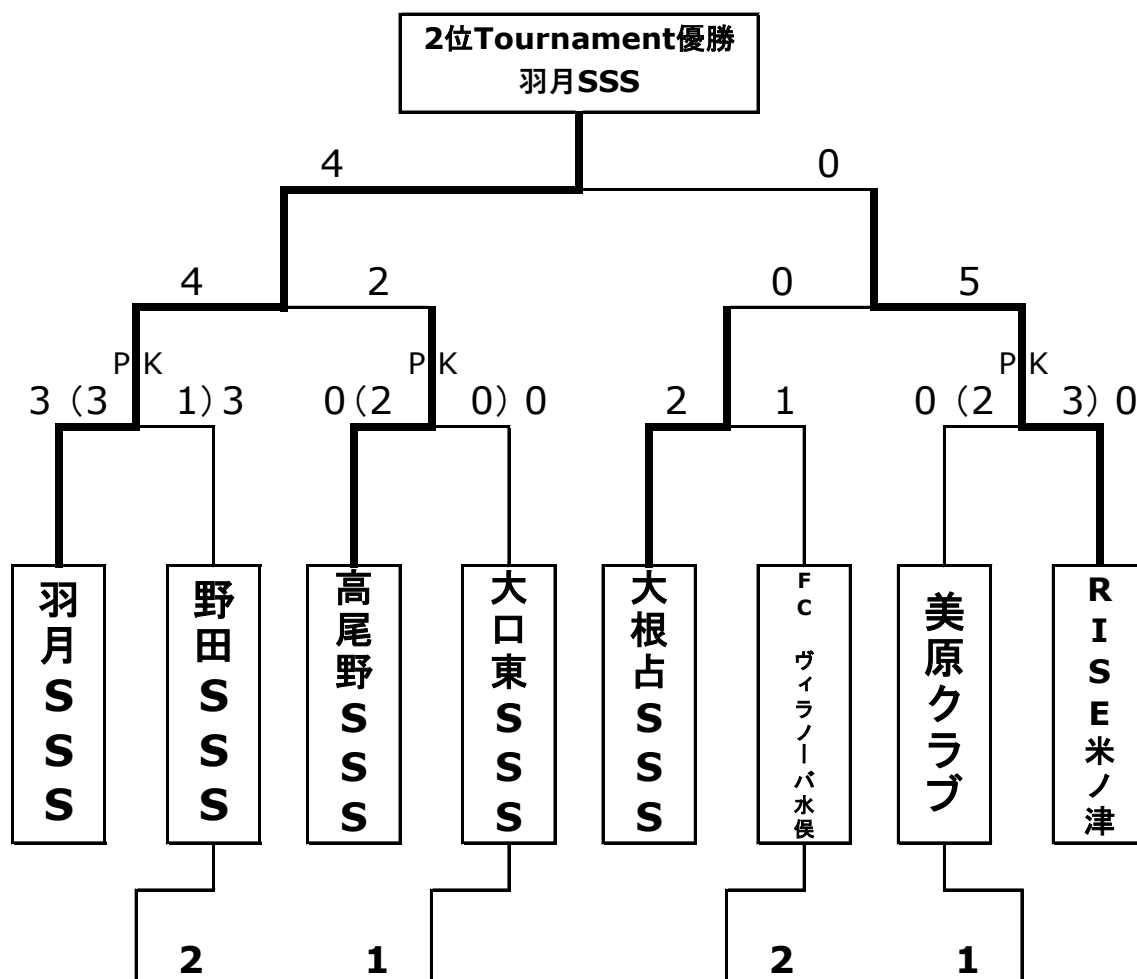 2位Tournament優勝
羽月SSS
4 0
4 2 0 5
PK PK PK
3（3 1）3 0（2 0）0 2 1 0（2 3）0
羽月SSS
野田SSS
高尾野SSS
大口東SSS
大根占SSS
FC ヴィラノーバ水俣
美原クラブ
RISE米ノ津
2 1 2 1